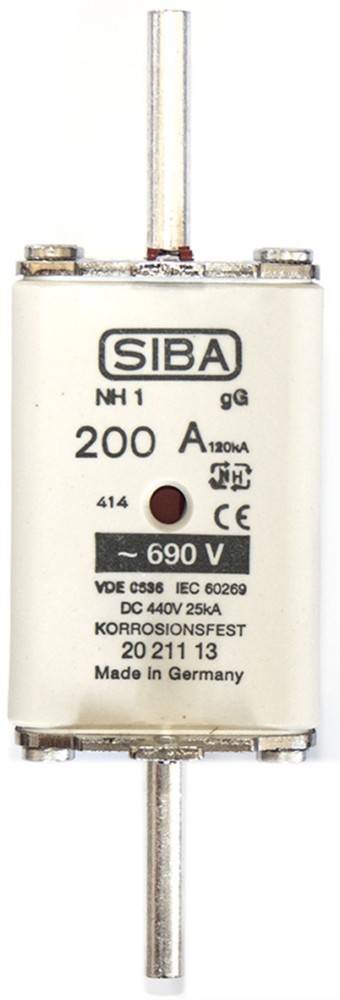 SIBA
NH 1 gG
200 A 120kA
NH
414 CE
~ 690 V
VDE 0636 IEC 60269
DC 440V 25kA
KORROSIONSFEST
20 211 13
Made in Germany